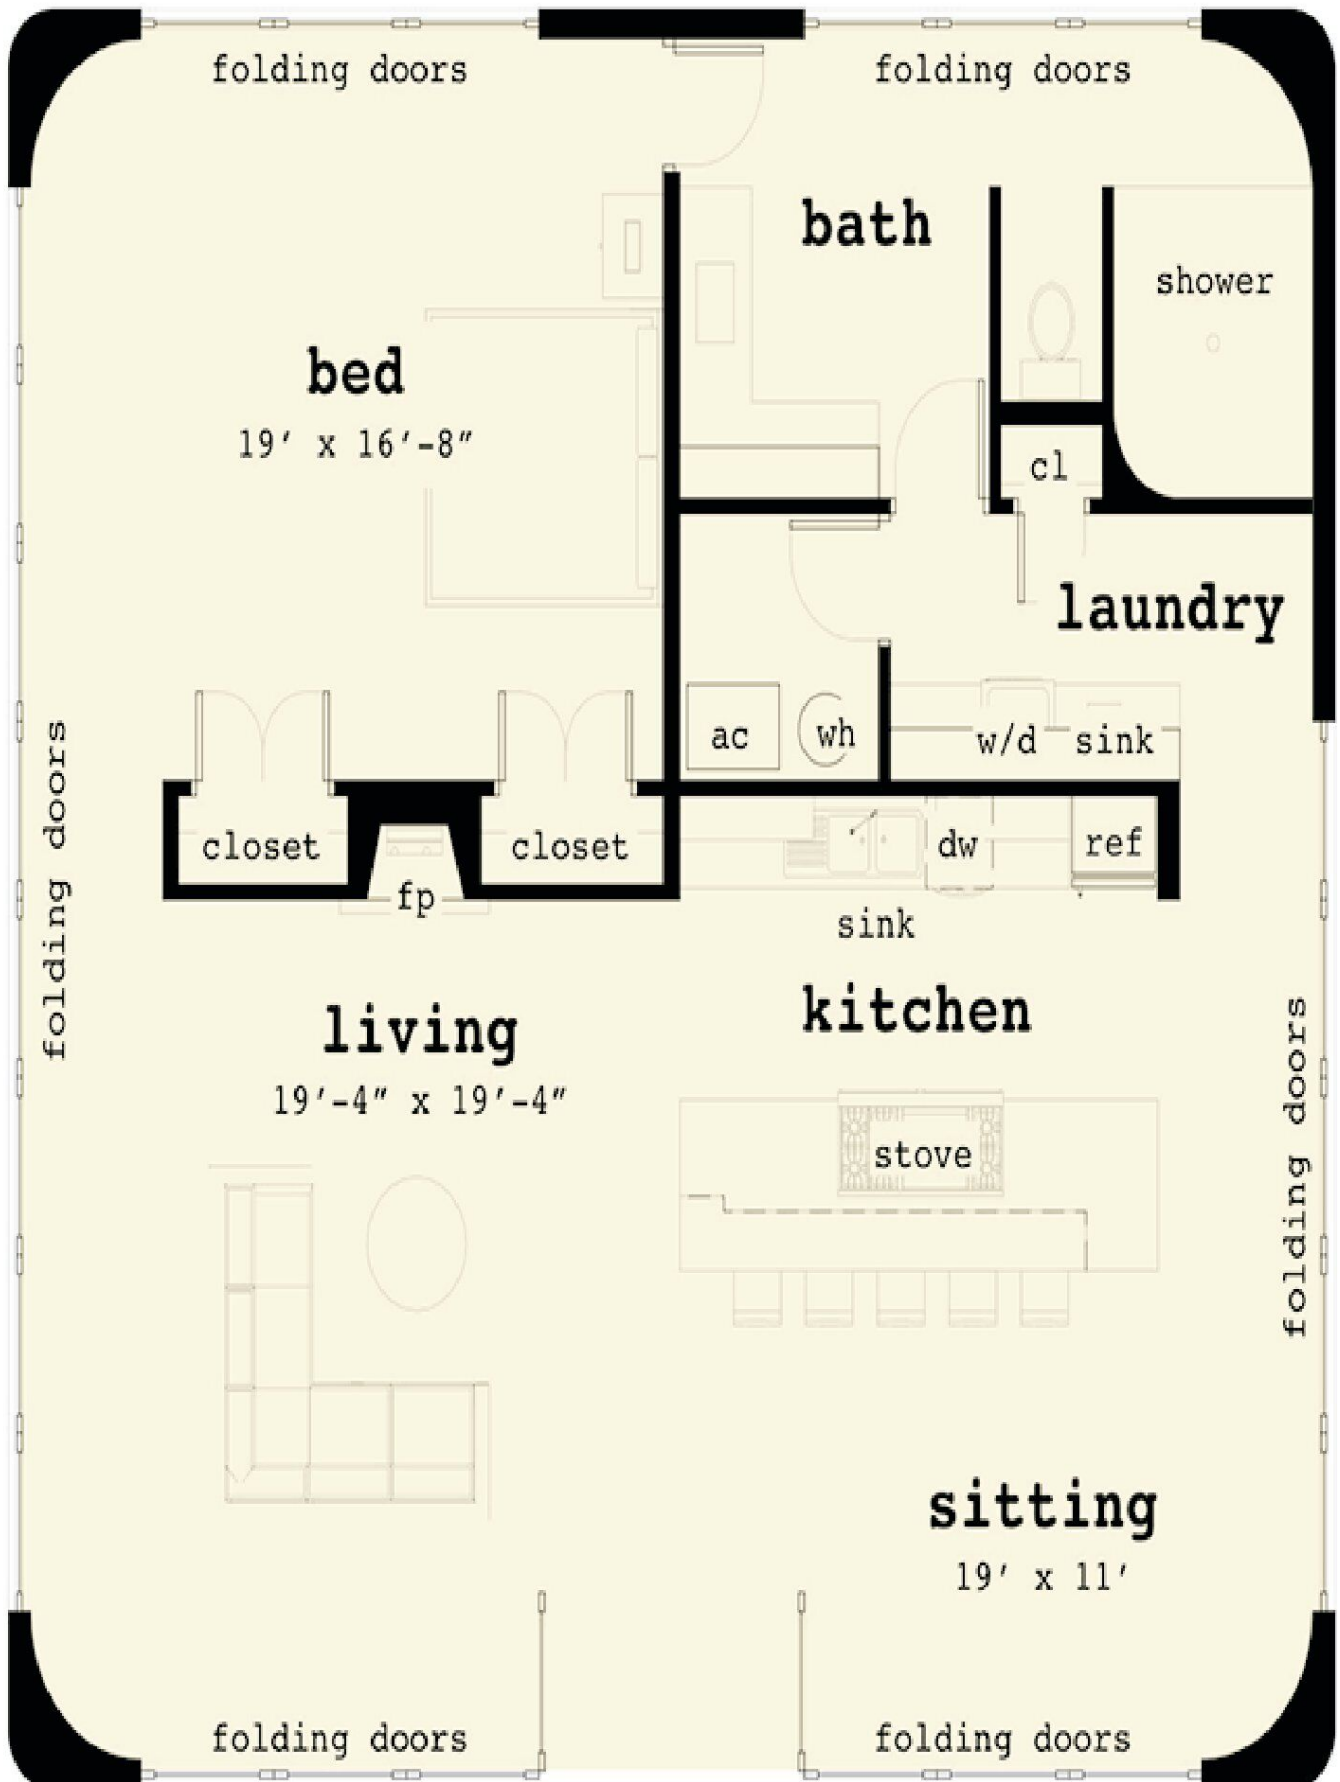 folding doors
folding doors
bath
shower
bed
19' x 16'-8"
cl
laundry
ac
wh
w/d
sink
folding doors
closet
closet
dw
ref
fp
sink
living
19'-4" x 19'-4"
kitchen
stove
folding doors
sitting
19' x 11'
folding doors
folding doors